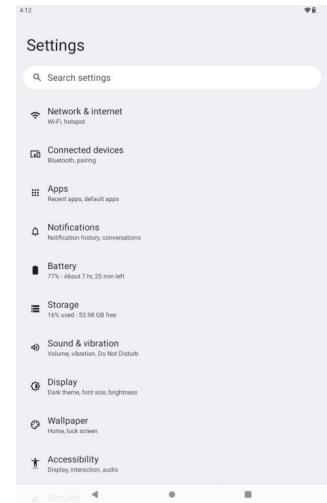 4:12
Settings
Search settings
Network & internet
Wi-Fi, hotspot
Connected devices
Bluetooth, pairing
Apps
Recent apps, default apps
Notifications
Notification history, conversations
Battery
77% - About 7 hr, 25 min left
Storage
16% used - 53.98 GB free
Sound & vibration
Volume, vibration, Do Not Disturb
Display
Dark theme, font size, brightness
Wallpaper
Home, lock screen
Accessibility
Display, interaction, audio
Security